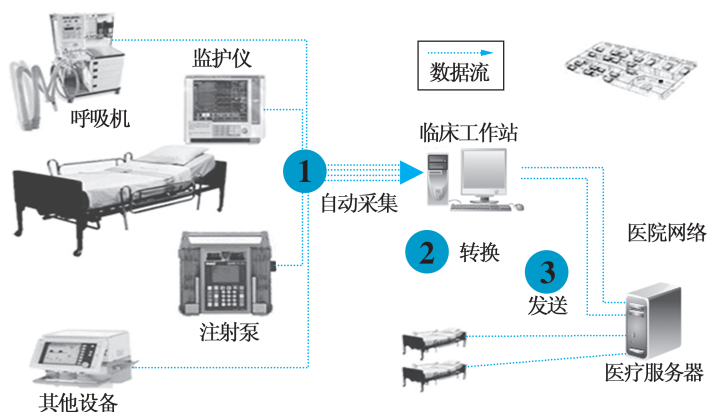 监护仪
数据流
呼吸机
临床工作站
1
自动采集
医院网络
2
转换
3
发送
注射泵
医疗服务器
其他设备